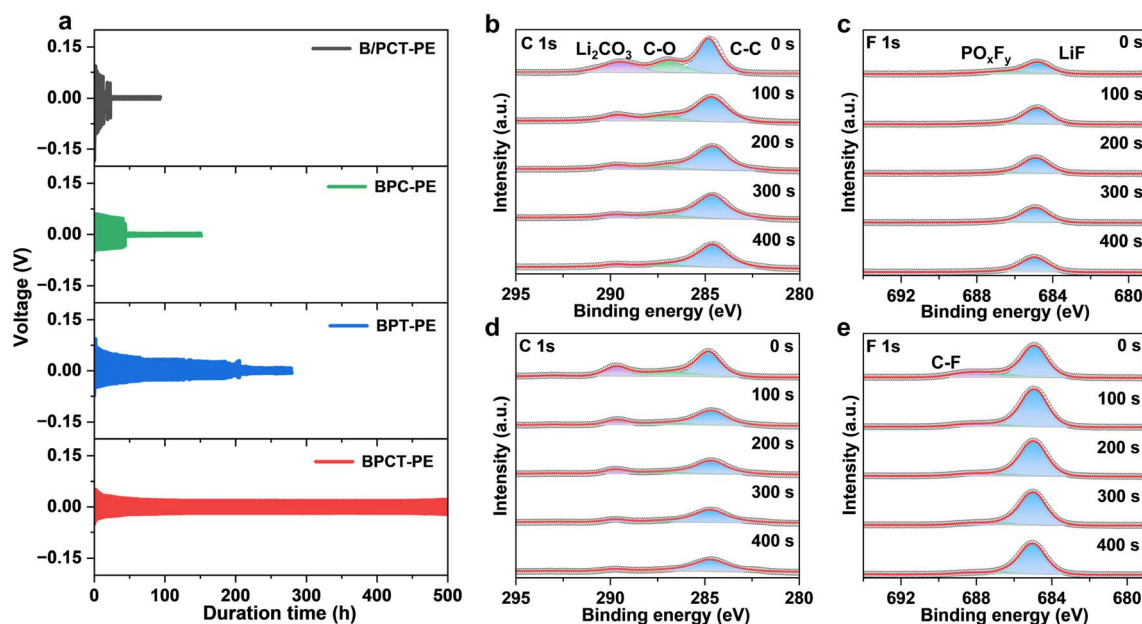 a
B/PCT-PE
BPC-PE
BPT-PE
BPCT-PE
0.15
0.00
−0.15
0.15
0.00
−0.15
0.15
0.00
−0.15
0.15
0.00
−0.15
Voltage (V)
0 100 200 300 400 500
Duration time (h)
b
C 1s
Li₂CO₃ C-O C-C
0 s
100 s
200 s
300 s
400 s
Intensity (a.u.)
295 290 285 280
Binding energy (eV)
c
F 1s
POₓFᵧ LiF
0 s
100 s
200 s
300 s
400 s
Intensity (a.u.)
692 688 684 680
Binding energy (eV)
d
C 1s
0 s
100 s
200 s
300 s
400 s
Intensity (a.u.)
295 290 285 280
Binding energy (eV)
e
F 1s
C-F
0 s
100 s
200 s
300 s
400 s
Intensity (a.u.)
692 688 684 680
Binding energy (eV)